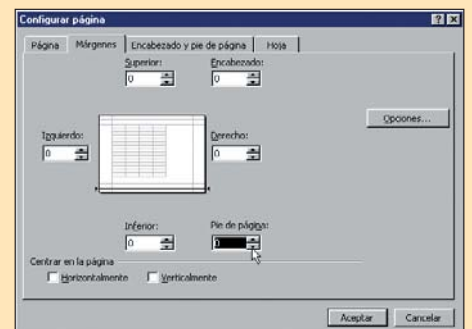 Configurar página
Página Márgenes Encabezado y pie de página Hoja
Superior: Encabezado:
0 0
Opciones...
Izquierdo: Derecho:
0 0
Inferior: Pie de página:
0 0
Centrar en la página
Horizontalmente Verticalmente
Aceptar Cancelar